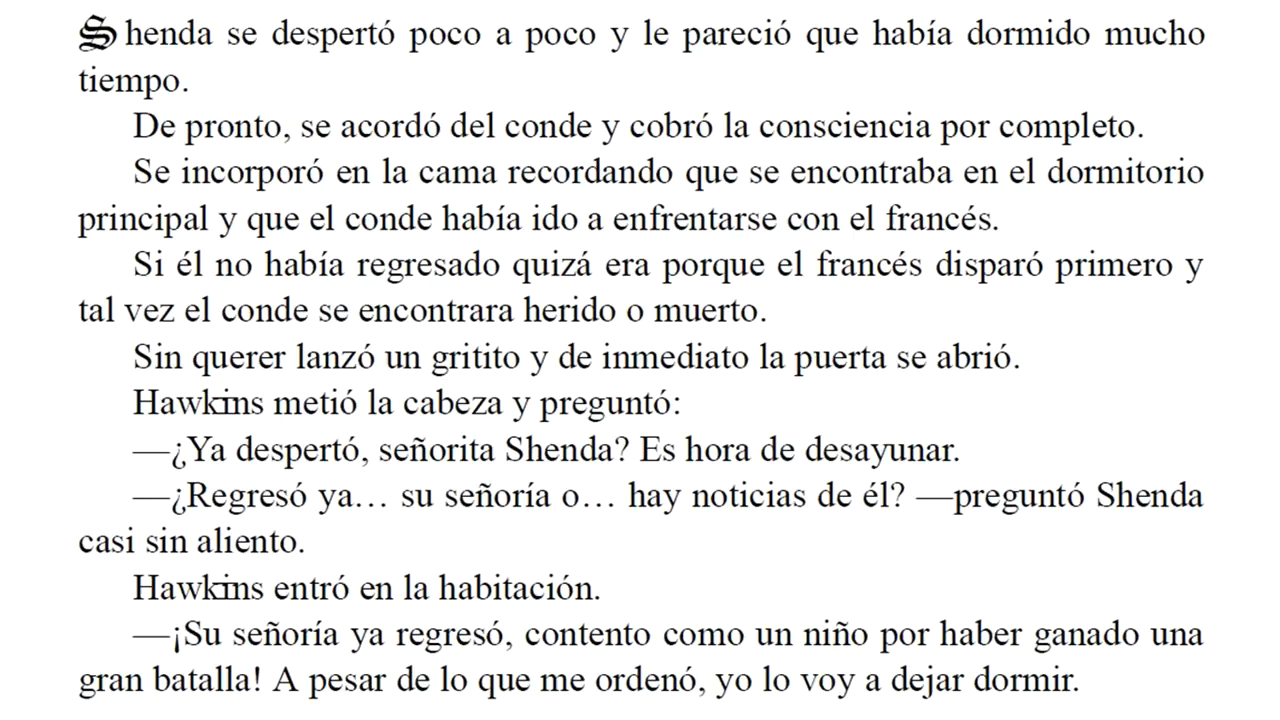 Shenda se despertó poco a poco y le pareció que había dormido mucho
tiempo.
De pronto, se acordó del conde y cobró la consciencia por completo.
Se incorporó en la cama recordando que se encontraba en el dormitorio
principal y que el conde había ido a enfrentarse con el francés.
Si él no había regresado quizá era porque el francés disparó primero y
tal vez el conde se encontrara herido o muerto.
Sin querer lanzó un gritito y de inmediato la puerta se abrió.
Hawkins metió la cabeza y preguntó:
—¿Ya despertó, señorita Shenda? Es hora de desayunar.
—¿Regresó ya… su señoría o… hay noticias de él? —preguntó Shenda
casi sin aliento.
Hawkins entró en la habitación.
—¡Su señoría ya regresó, contento como un niño por haber ganado una
gran batalla! A pesar de lo que me ordenó, yo lo voy a dejar dormir.